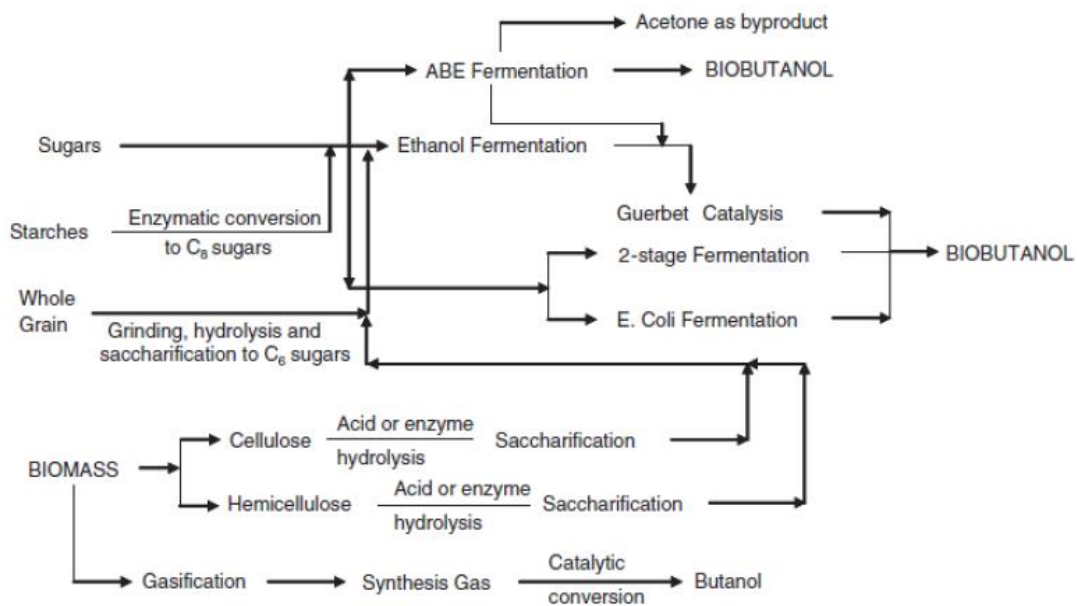 Acetone as byproduct
ABE Fermentation
BIOBUTANOL
Sugars
Ethanol Fermentation
Starches
Enzymatic conversion
to C₈ sugars
Guerbet Catalysis
2-stage Fermentation
BIOBUTANOL
Whole
Grain
Grinding, hydrolysis and
saccharification to C₆ sugars
E. Coli Fermentation
BIOMASS
Cellulose
Acid or enzyme
hydrolysis
Saccharification
Hemicellulose
Acid or enzyme
hydrolysis
Saccharification
Gasification
Synthesis Gas
Catalytic
conversion
Butanol